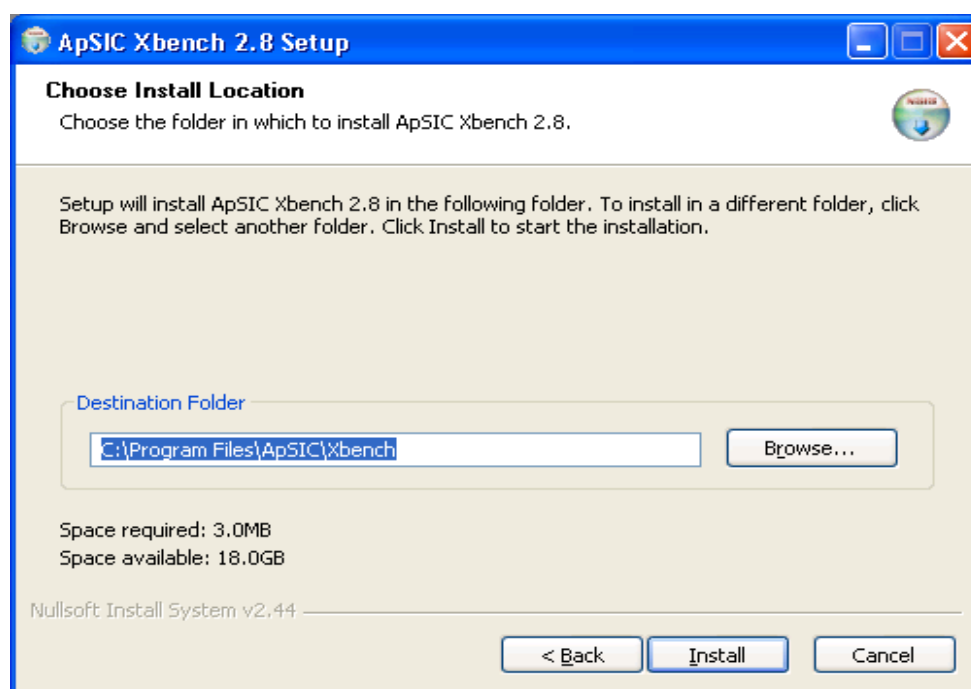 ApSIC Xbench 2.8 Setup
Choose Install Location
Choose the folder in which to install ApSIC Xbench 2.8.
Setup will install ApSIC Xbench 2.8 in the following folder. To install in a different folder, click
Browse and select another folder. Click Install to start the installation.
Destination Folder
C:\Program Files\ApSIC\Xbench
Browse...
Space required: 3.0MB
Space available: 18.0GB
Nullsoft Install System v2.44
< Back
Install
Cancel